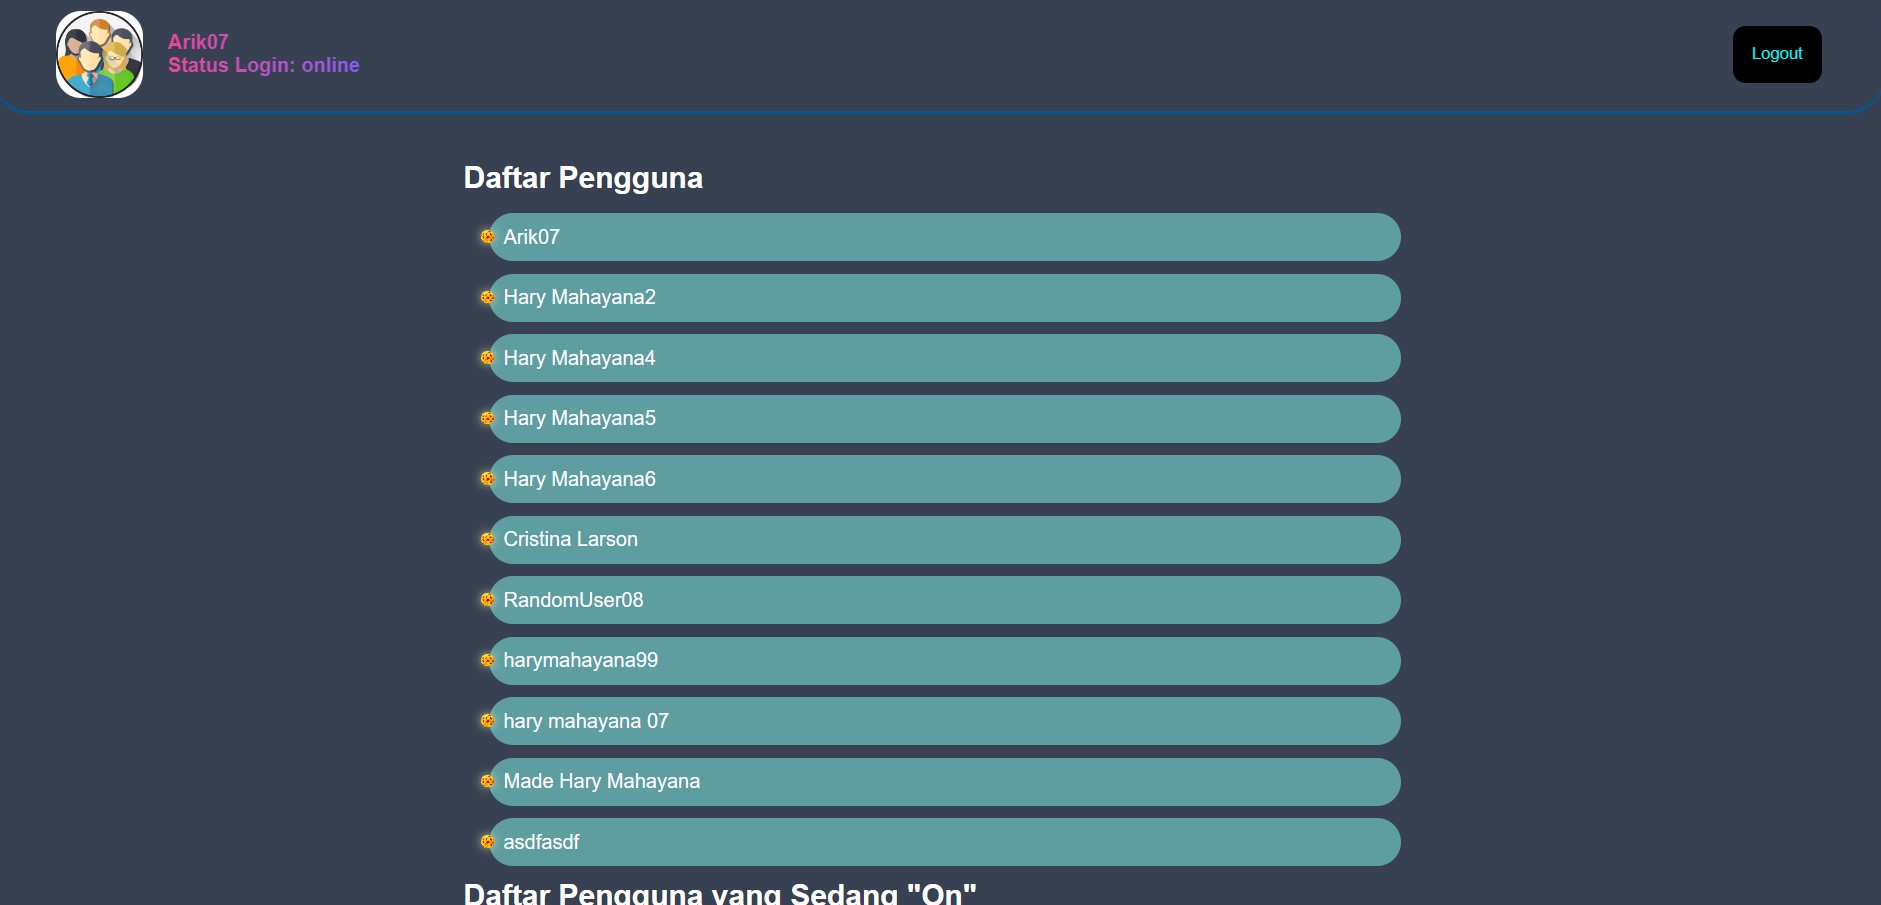 Arik07
Status Login: online
Logout
Daftar Pengguna
Arik07
Hary Mahayana2
Hary Mahayana4
Hary Mahayana5
Hary Mahayana6
Cristina Larson
RandomUser08
harymahayana99
hary mahayana 07
Made Hary Mahayana
asdfasdf
Daftar Pengguna yang Sedang "On"